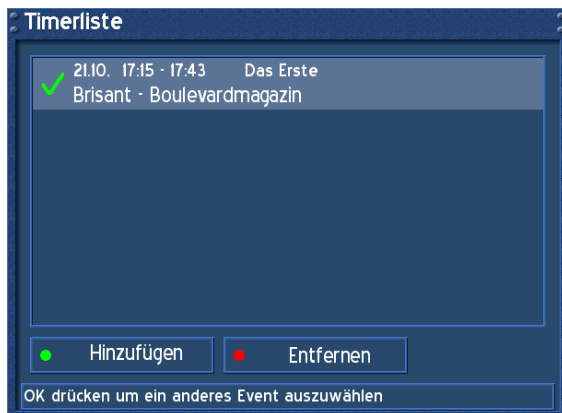 Timerliste
21.10. 17:15 - 17:43 Das Erste
Brisant - Boulevardmagazin
Hinzufügen Entfernen
OK drücken um ein anderes Event auszuwählen